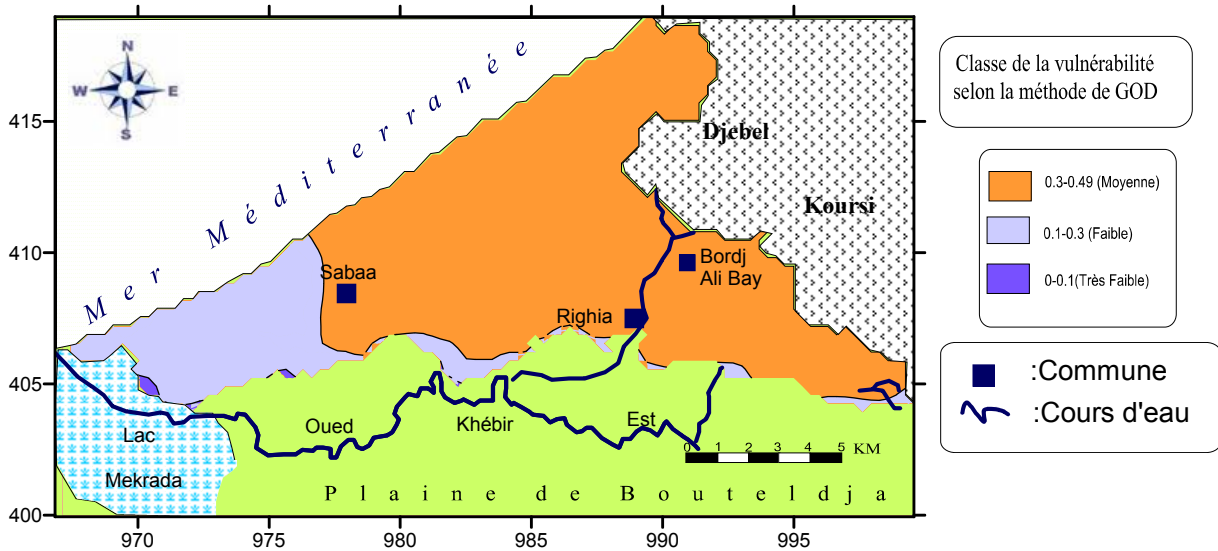 N
W E
S
Mer Méditerranée
415
410
405
400
970
975
980
985
990
995
Djebel
Koursi
Sabaa
Bordj
Ali Bay
Righia
Oued
Khébir
Est
Lac
Mekrada
0 1 2 3 4 5 KM
Plaine de Bouteldja
Classe de la vulnérabilité
selon la méthode de GOD
0.3-0.49 (Moyenne)
0.1-0.3 (Faible)
0-0.1(Très Faible)
:Commune
:Cours d'eau